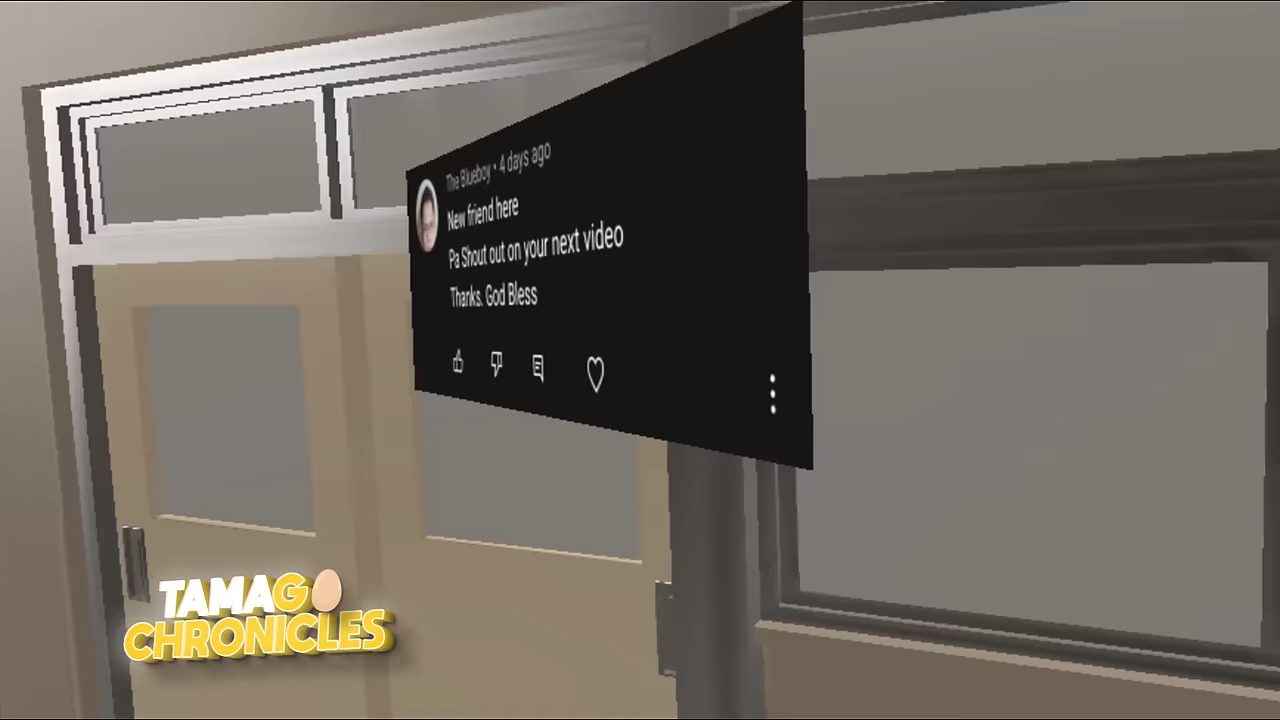 The Blueboy • 4 days ago
New friend here
Pa Shout out on your next video
Thanks. God Bless
TAMAGO
CHRONICLES